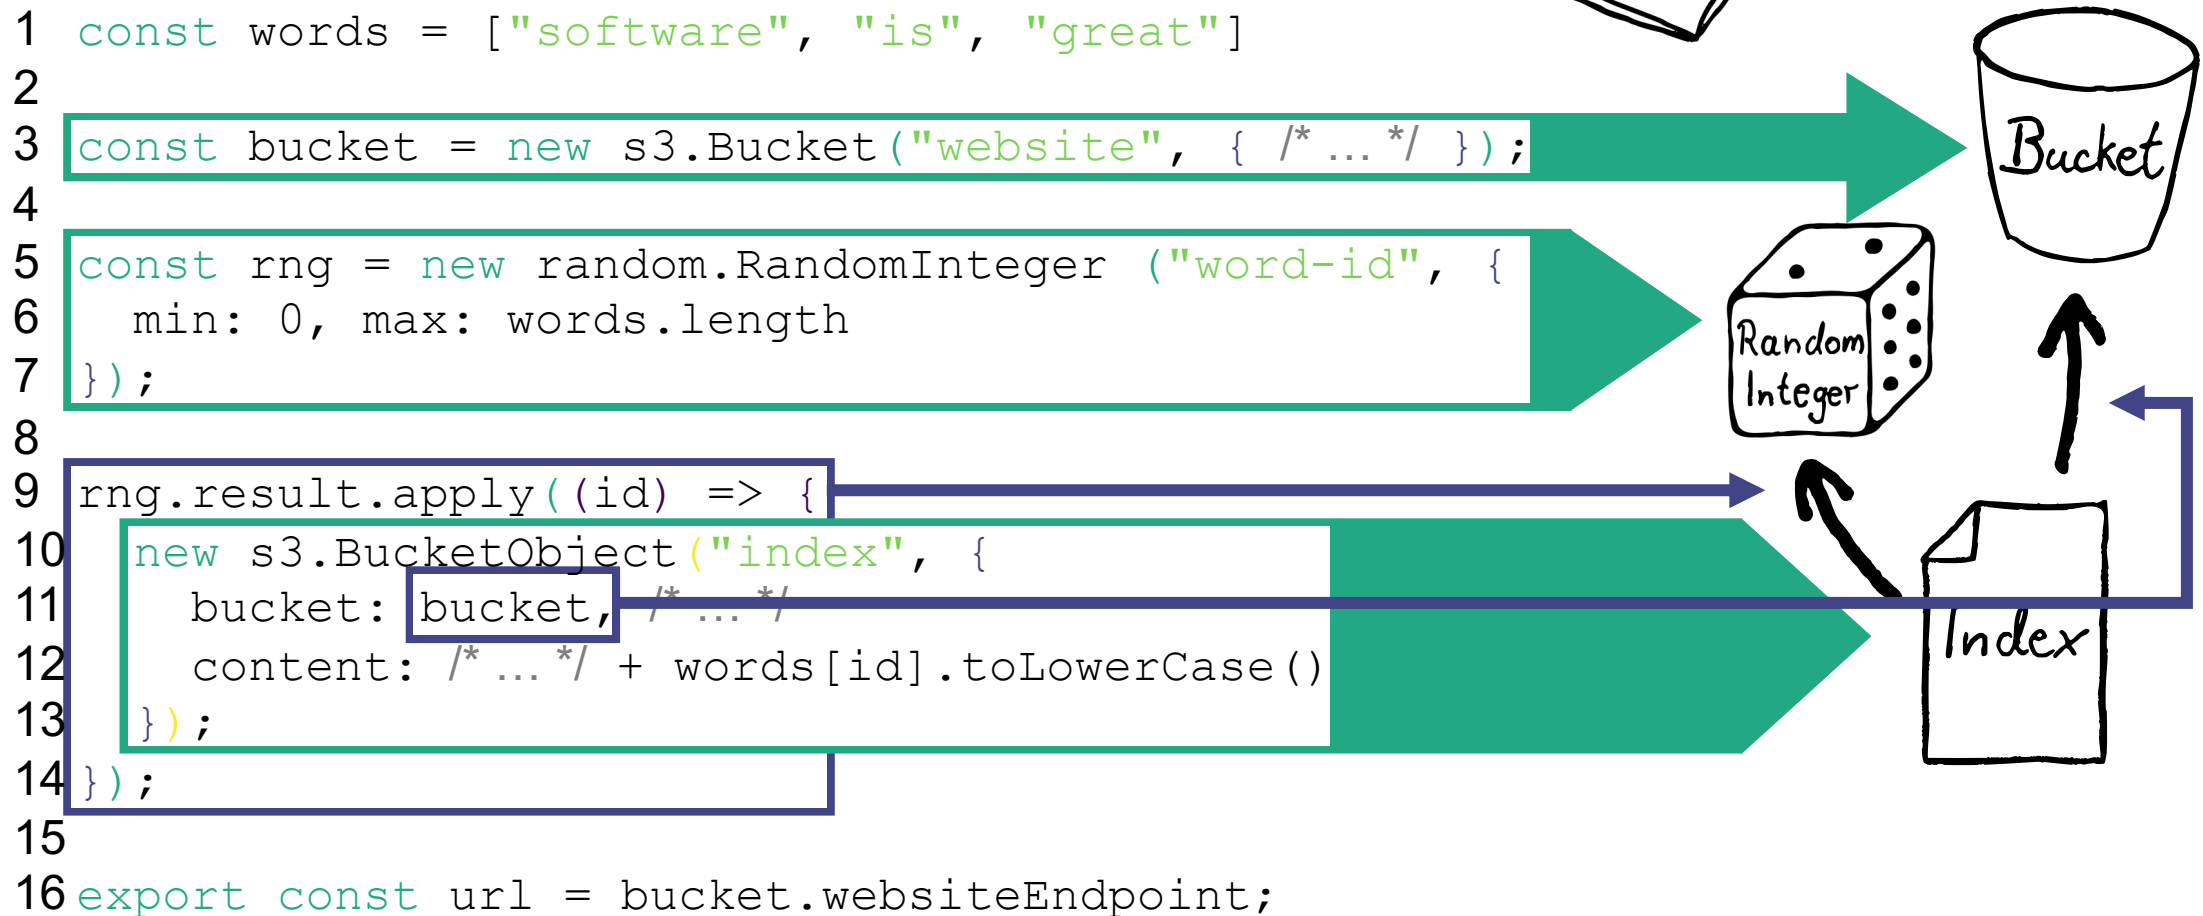 1 const words = ["software", "is", "great"]
2
3 const bucket = new s3.Bucket("website", { /* … */ });
4
5 const rng = new random.RandomInteger ("word-id", {
6   min: 0, max: words.length
7 });
8
9 rng.result.apply((id) => {
10   new s3.BucketObject("index", {
11     bucket: bucket, /* … */
12     content: /* … */ + words[id].toLowerCase()
13   });
14 });
15
16 export const url = bucket.websiteEndpoint;
Bucket
Random
Integer
Index